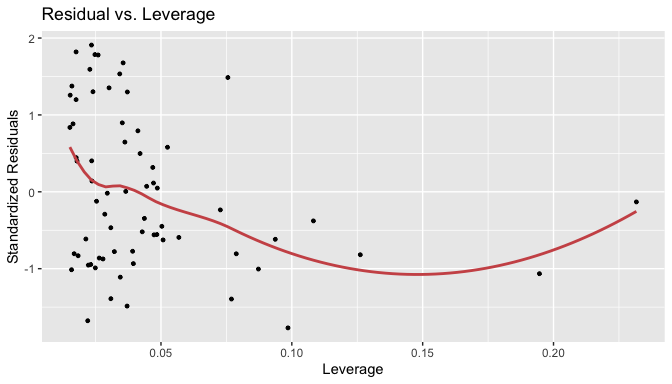 Residual vs. Leverage
2
1
0
-1
Standardized Residuals
0.05 0.10 0.15 0.20
Leverage